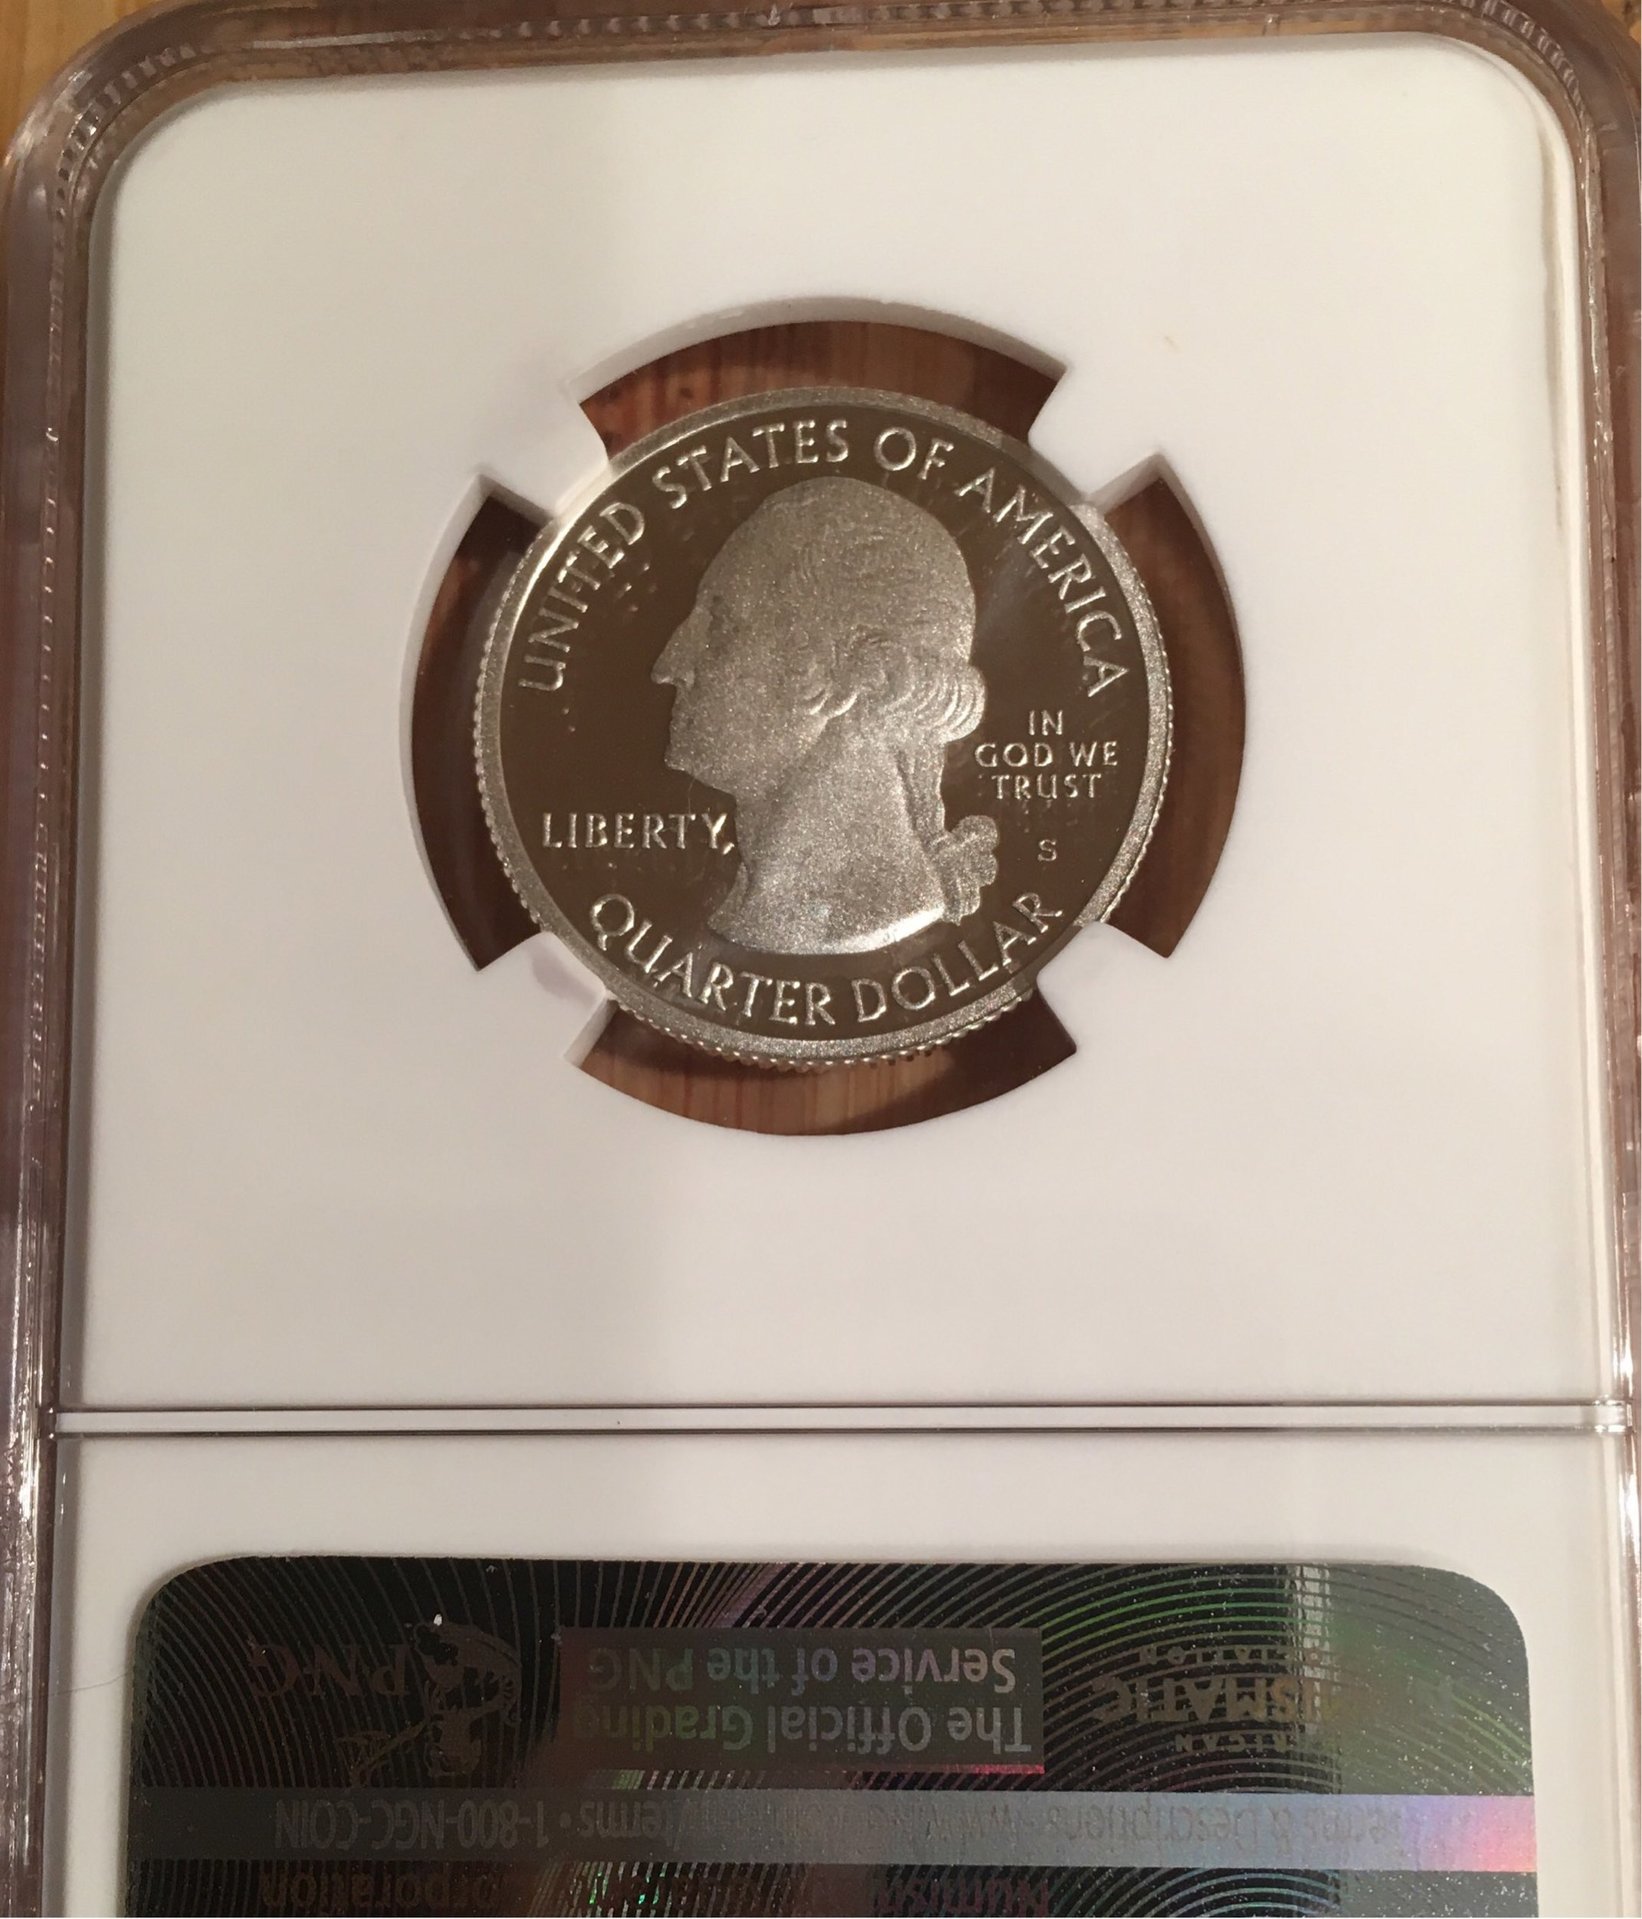 UNITED STATES OF AMERICA
LIBERTY
IN
GOD WE
TRUST
S
QUARTER DOLLAR
PNG
The Official Grading
Service of the PNG
1-800-NGC-COIN